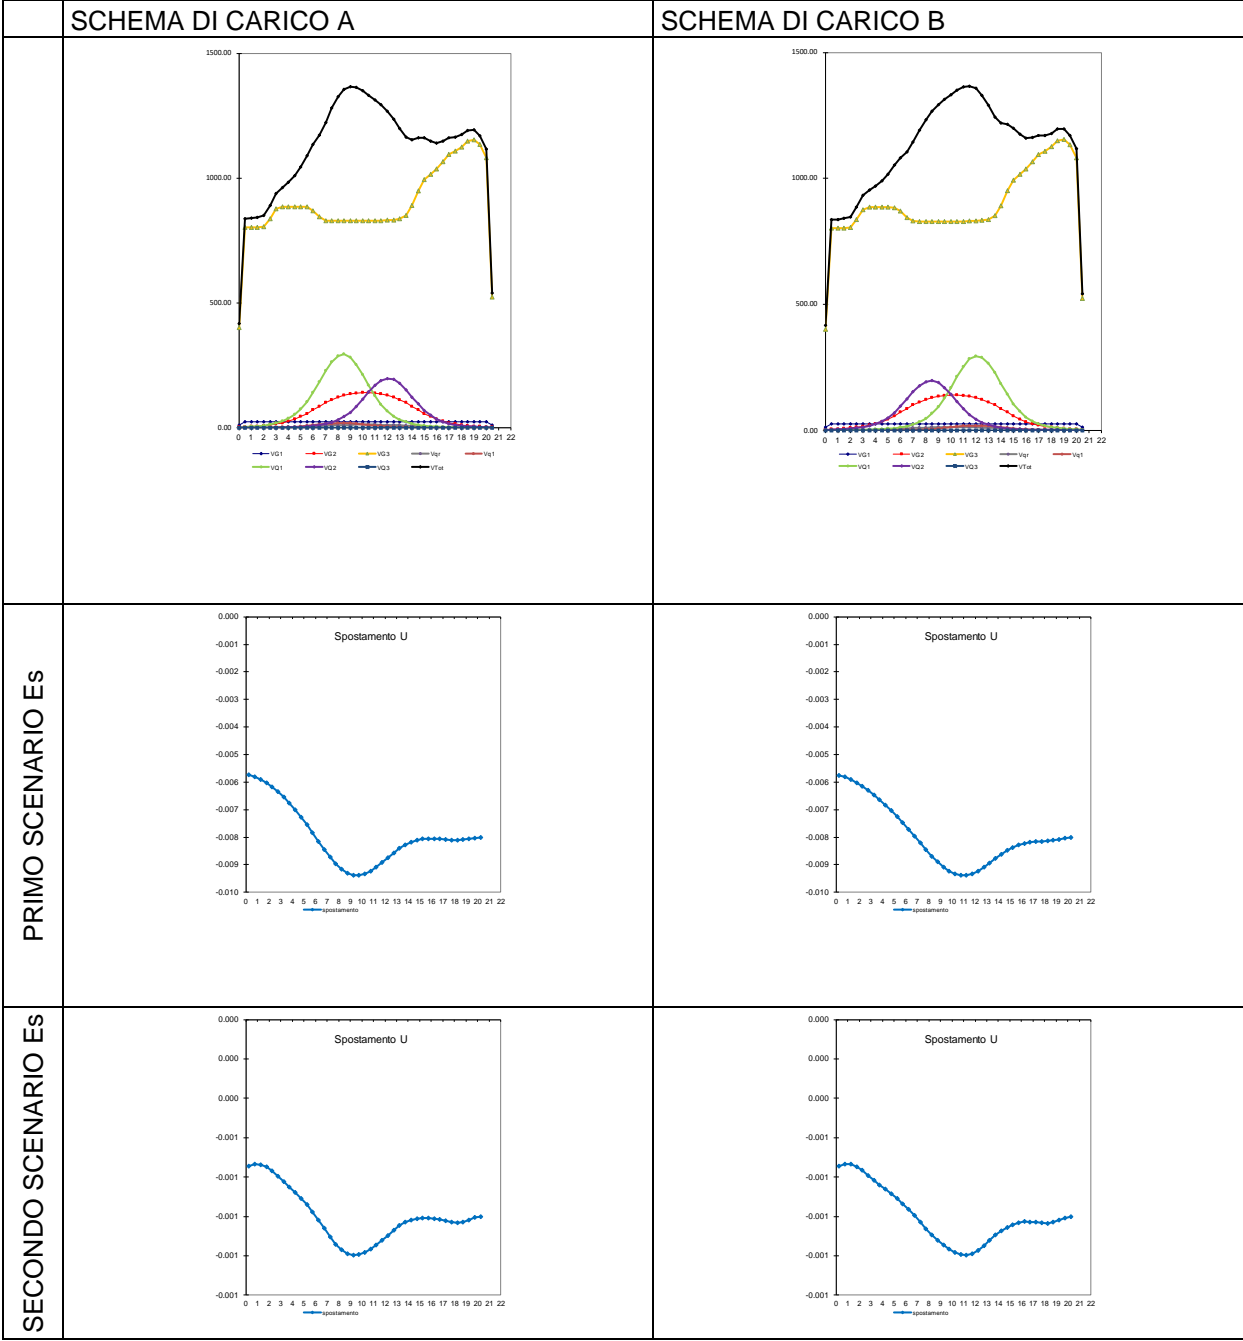 SCHEMA DI CARICO A
SCHEMA DI CARICO B
1500.00
1000.00
500.00
0.00
0 1 2 3 4 5 6 7 8 9 10 11 12 13 14 15 16 17 18 19 20 21 22
VG1 VG2 VG3 Vqr Vq1
VQ1 VQ2 VQ3 VTot
1500.00
1000.00
500.00
0.00
0 1 2 3 4 5 6 7 8 9 10 11 12 13 14 15 16 17 18 19 20 21 22
VG1 VG2 VG3 Vqr Vq1
VQ1 VQ2 VQ3 VTot
PRIMO SCENARIO Es
Spostamento U
0.000
-0.001
-0.002
-0.003
-0.004
-0.005
-0.006
-0.007
-0.008
-0.009
-0.010
0 1 2 3 4 5 6 7 8 9 10 11 12 13 14 15 16 17 18 19 20 21 22
spostamento
Spostamento U
0.000
-0.001
-0.002
-0.003
-0.004
-0.005
-0.006
-0.007
-0.008
-0.009
-0.010
0 1 2 3 4 5 6 7 8 9 10 11 12 13 14 15 16 17 18 19 20 21 22
spostamento
SECONDO SCENARIO Es
Spostamento U
0.000
0.000
0.000
-0.001
-0.001
-0.001
-0.001
-0.001
0 1 2 3 4 5 6 7 8 9 10 11 12 13 14 15 16 17 18 19 20 21 22
spostamento
Spostamento U
0.000
0.000
0.000
-0.001
-0.001
-0.001
-0.001
-0.001
0 1 2 3 4 5 6 7 8 9 10 11 12 13 14 15 16 17 18 19 20 21 22
spostamento